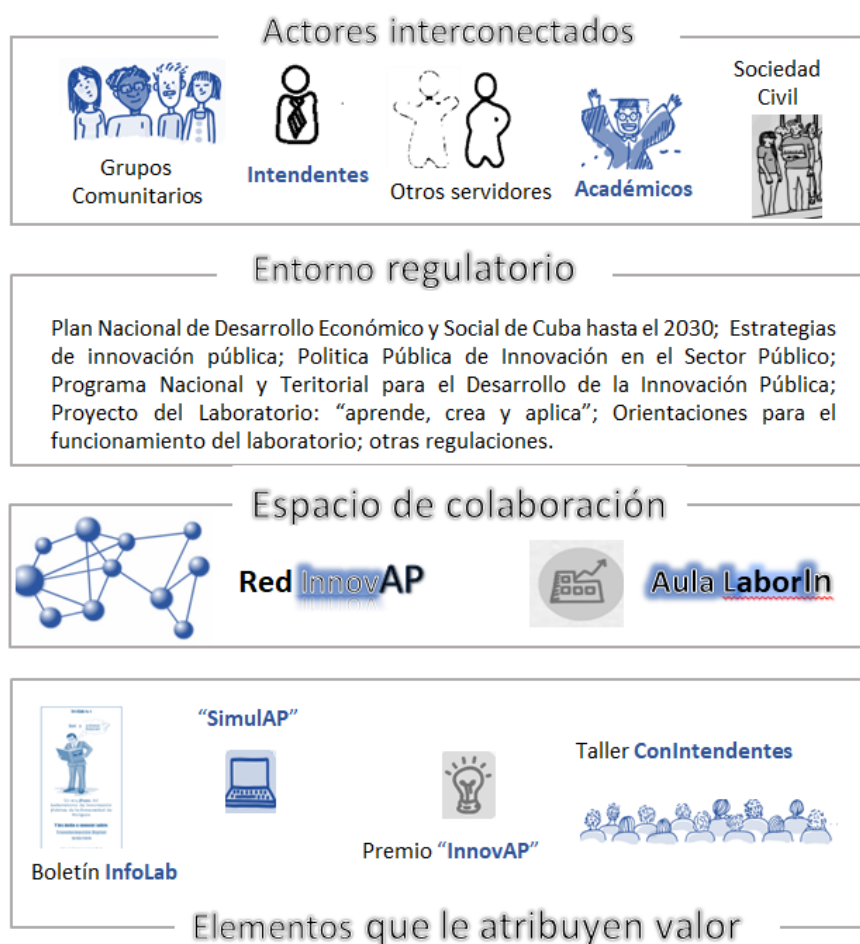 Actores interconectados
Grupos
Comunitarios
Intendentes
Otros servidores
Académicos
Sociedad
Civil
Entorno regulatorio
Plan Nacional de Desarrollo Económico y Social de Cuba hasta el 2030; Estrategias
de innovación pública; Politica Pública de Innovación en el Sector Público;
Programa Nacional y Teritorial para el Desarrollo de la Innovación Pública;
Proyecto del Laboratorio: “aprende, crea y aplica”; Orientaciones para el
funcionamiento del laboratorio; otras regulaciones.
Espacio de colaboración
Red InnovAP
Aula LaborIn
Boletín InfoLab
“SimulAP”
Premio “InnovAP”
Taller ConIntendentes
Elementos que le atribuyen valor